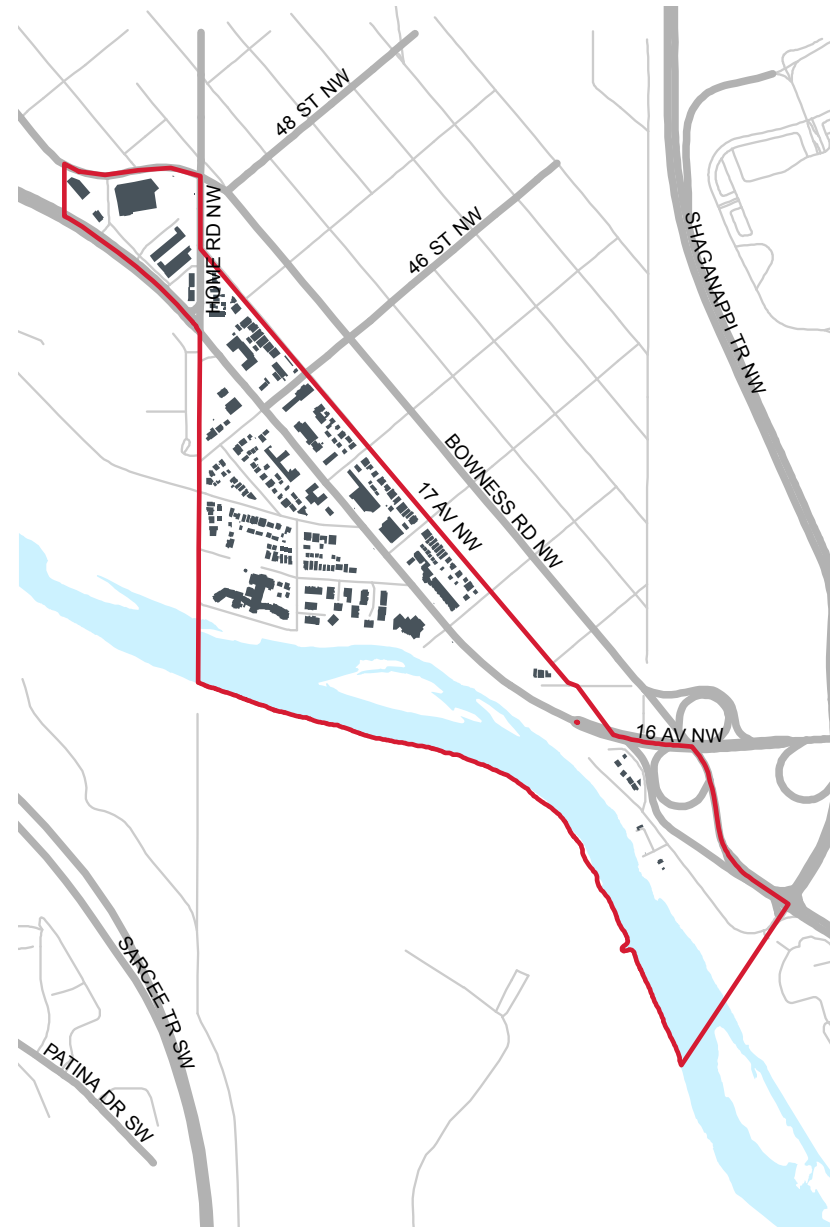 48 ST NW
HOME RD NW
46 ST NW
SHAGANAPPI TR NW
BOWNESS RD NW
17 AV NW
16 AV NW
SARCEE TR SW
PATINA DR SW